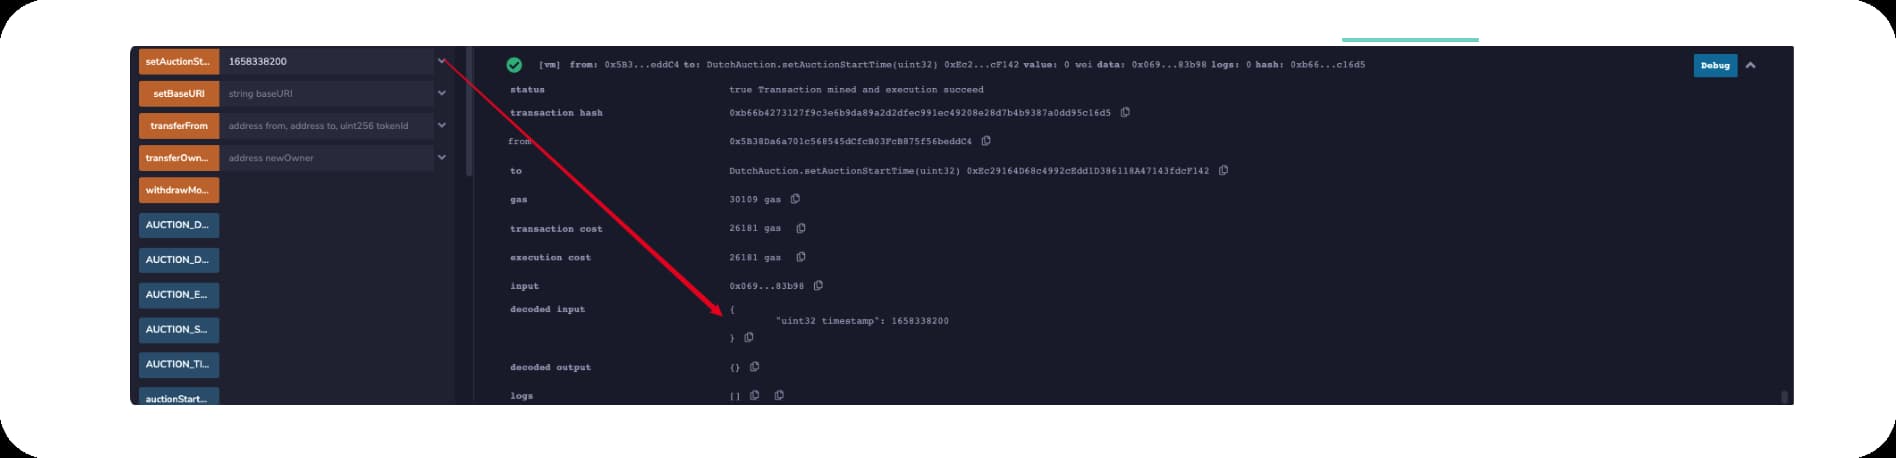 setAuctionSt... 1658338200
setBaseURI string baseURI
transferFrom address from, address to, uint256 tokenId
transferOwn... address newOwner
withdrawMo...
AUCTION_D...
AUCTION_D...
AUCTION_E...
AUCTION_S...
AUCTION_TI...
auctionStart...
[vm] from: 0x5B3...eddC4 to: DutchAuction.setAuctionStartTime(uint32) 0xEc2...cF142 value: 0 wei data: 0x069...83b98 logs: 0 hash: 0xb66...c16d5
Debug
status true Transaction mined and execution succeed
transaction hash 0xb66b4273127f9c3e6b9da89a2d2dfec991ec49208e28d7b4b9387a0dd95c16d5
from 0x5B38Da6a701c568545dCfcB03FcB875f56beddC4
to DutchAuction.setAuctionStartTime(uint32) 0xEc29164D68c4992cEdd1D386118A47143fdcF142
gas 30109 gas
transaction cost 26181 gas
execution cost 26181 gas
input 0x069...83b98
decoded input {
"uint32 timestamp": 1658338200
}
decoded output {}
logs []